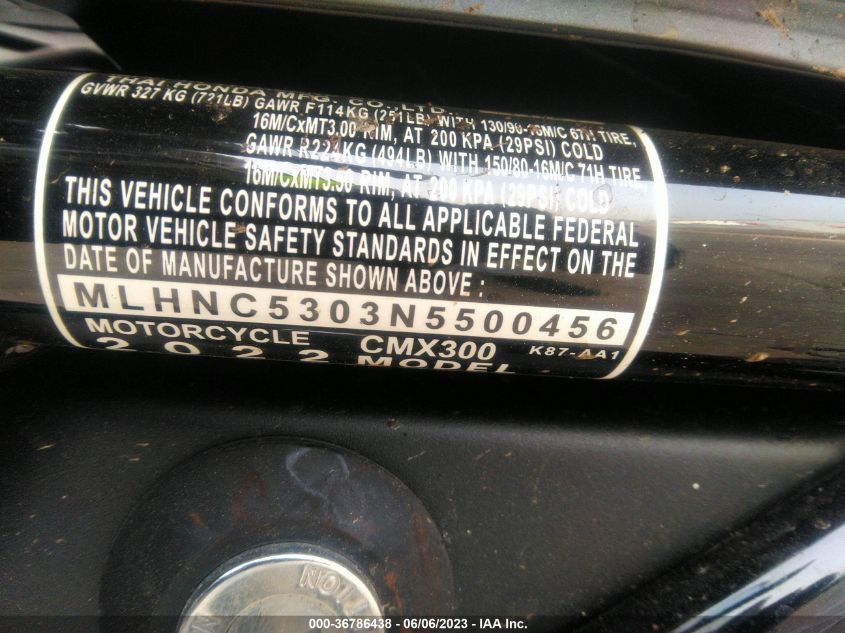 THAI HONDA MFG. CO.,LTD.
GVWR 327 KG (721LB) GAWR F114KG (251LB) WITH 130/90-16M/C 67H TIRE,
16M/CxMT3.00 RIM, AT 200 KPA (29PSI) COLD
GAWR R224KG (494LB) WITH 150/80-16M/C 71H TIRE,
16M/CxMT3.50 RIM, AT 200 KPA (29PSI) COLD
THIS VEHICLE CONFORMS TO ALL APPLICABLE FEDERAL
MOTOR VEHICLE SAFETY STANDARDS IN EFFECT ON THE
DATE OF MANUFACTURE SHOWN ABOVE :
MLHNC5303N5500456
MOTORCYCLE CMX300 K87-AA1
2022 MODEL
000-36786438 - 06/06/2023 - IAA Inc.